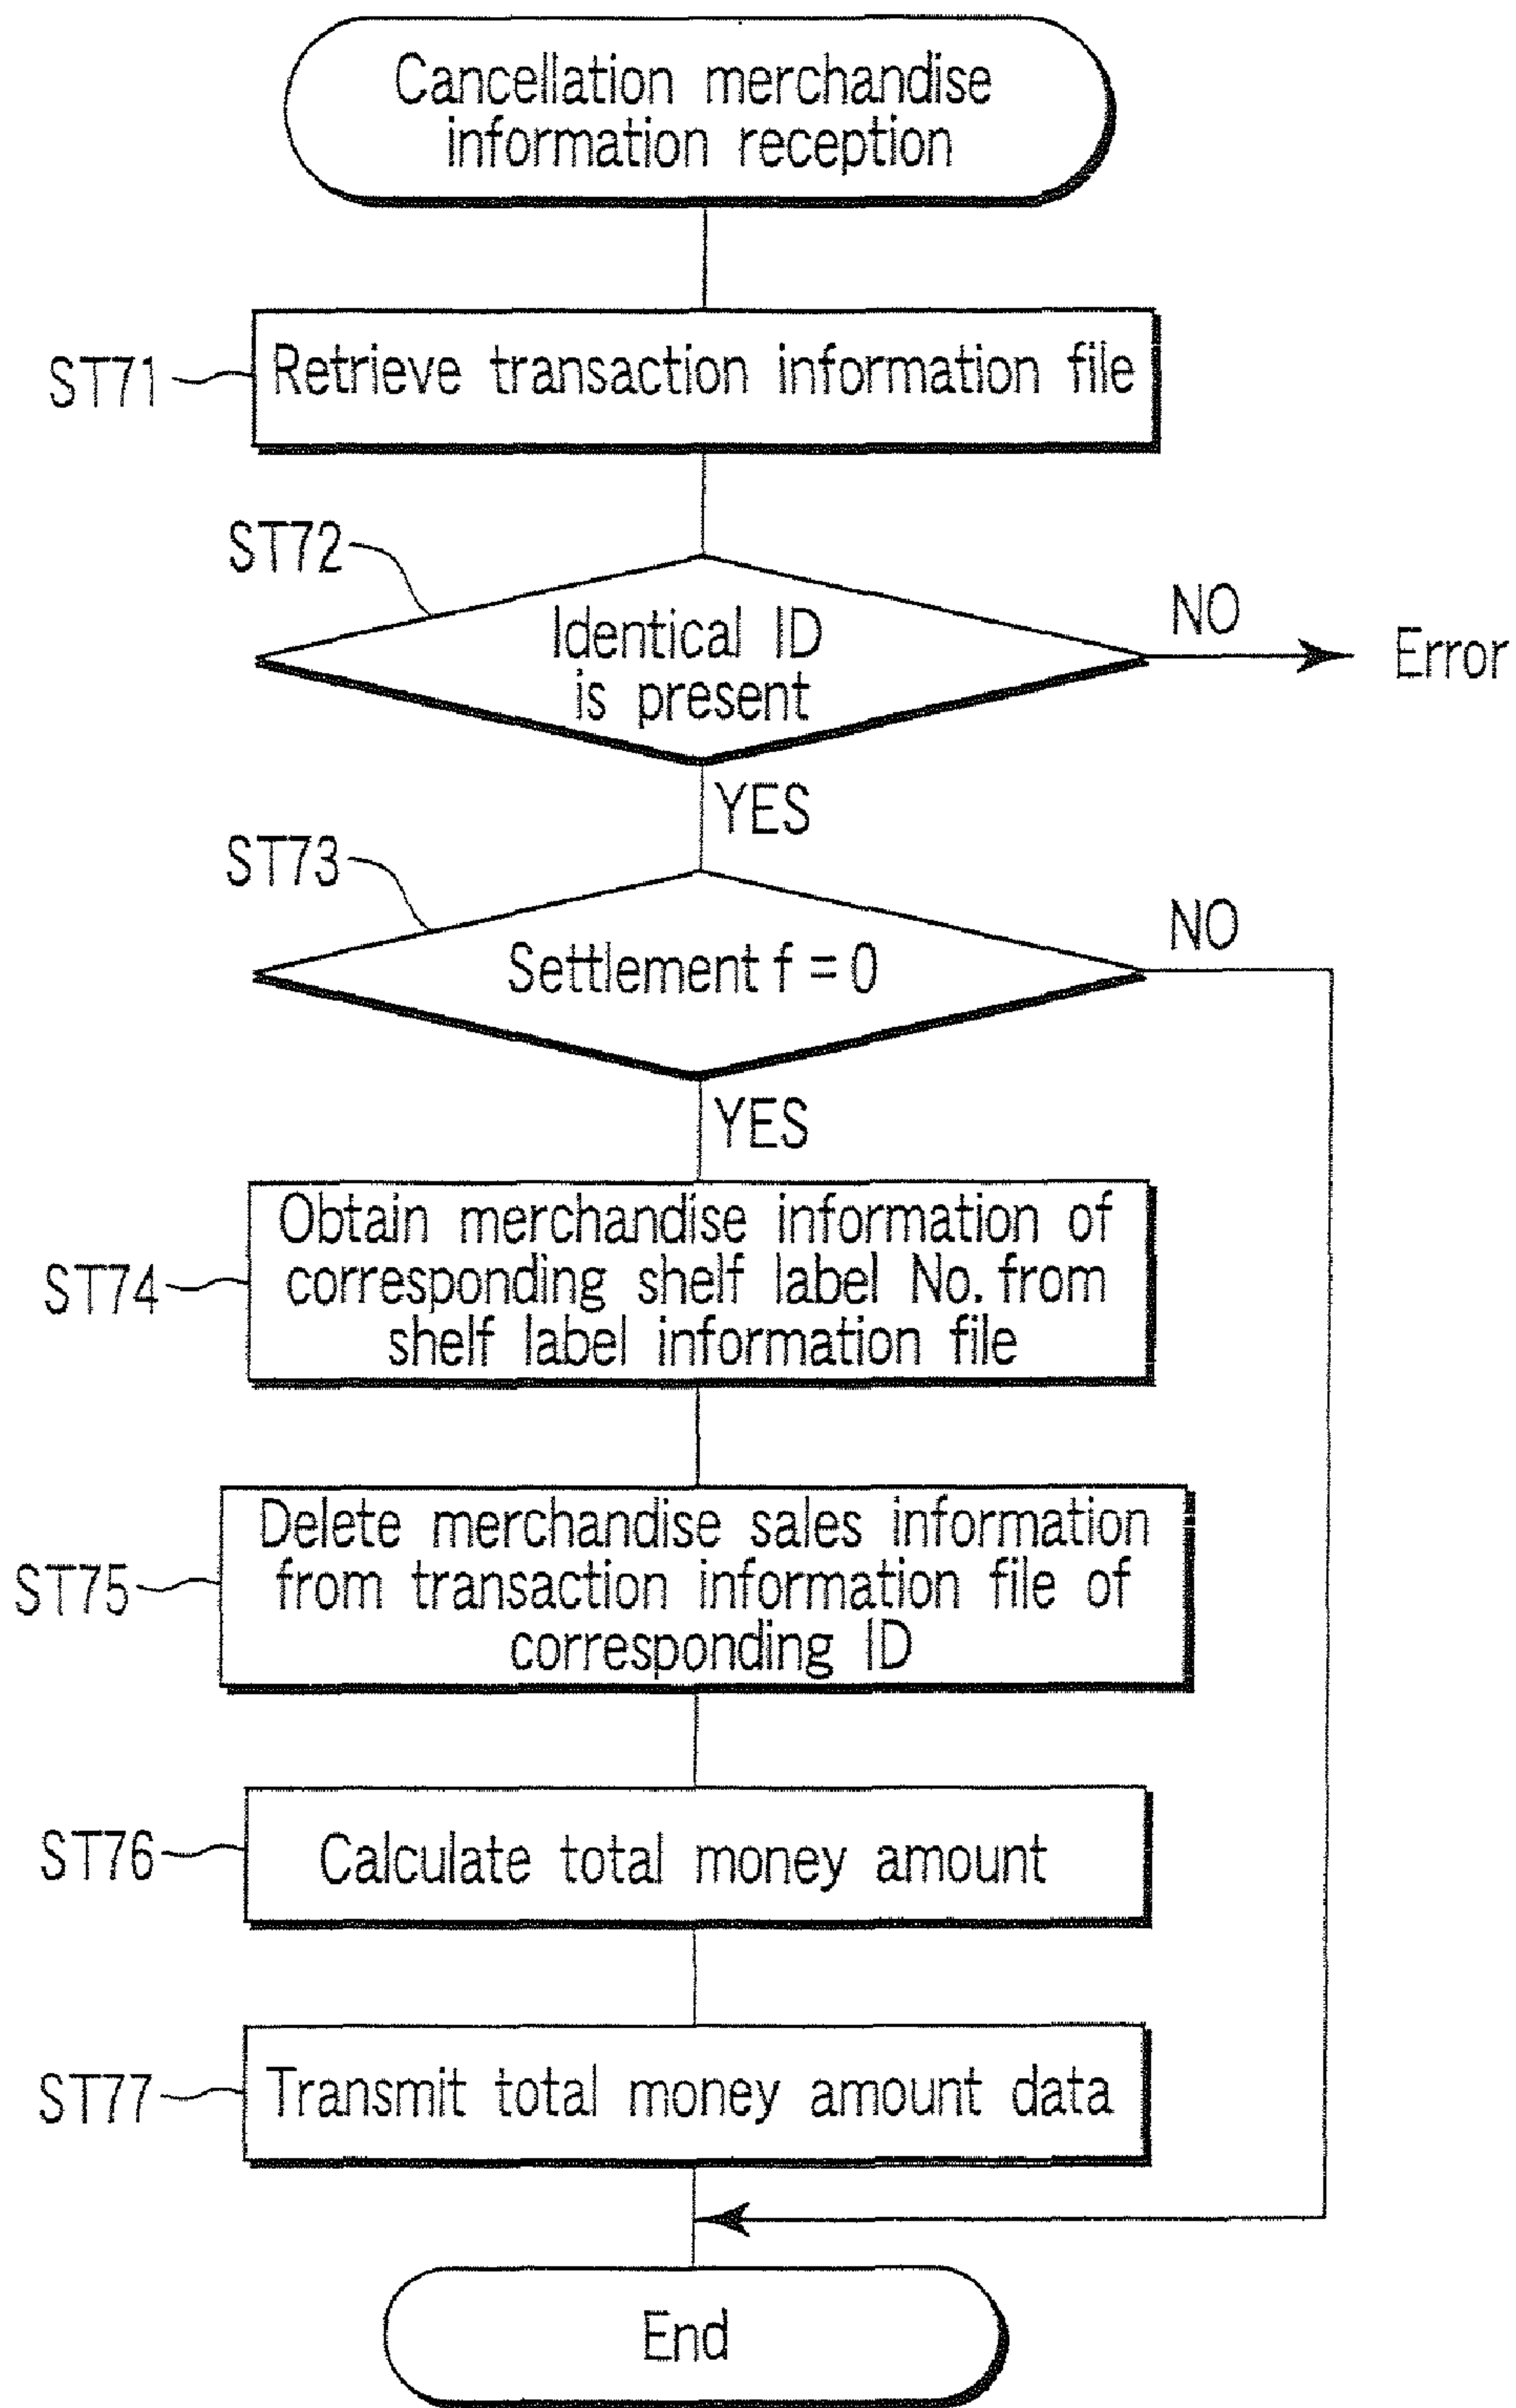 Cancellation merchandise
information reception
ST71
Retrieve transaction information file
ST72
Identical ID
is present
NO
Error
YES
ST73
Settlement f = 0
NO
YES
ST74
Obtain merchandise information of
corresponding shelf label No. from
shelf label information file
ST75
Delete merchandise sales information
from transaction information file of
corresponding ID
ST76
Calculate total money amount
ST77
Transmit total money amount data
End